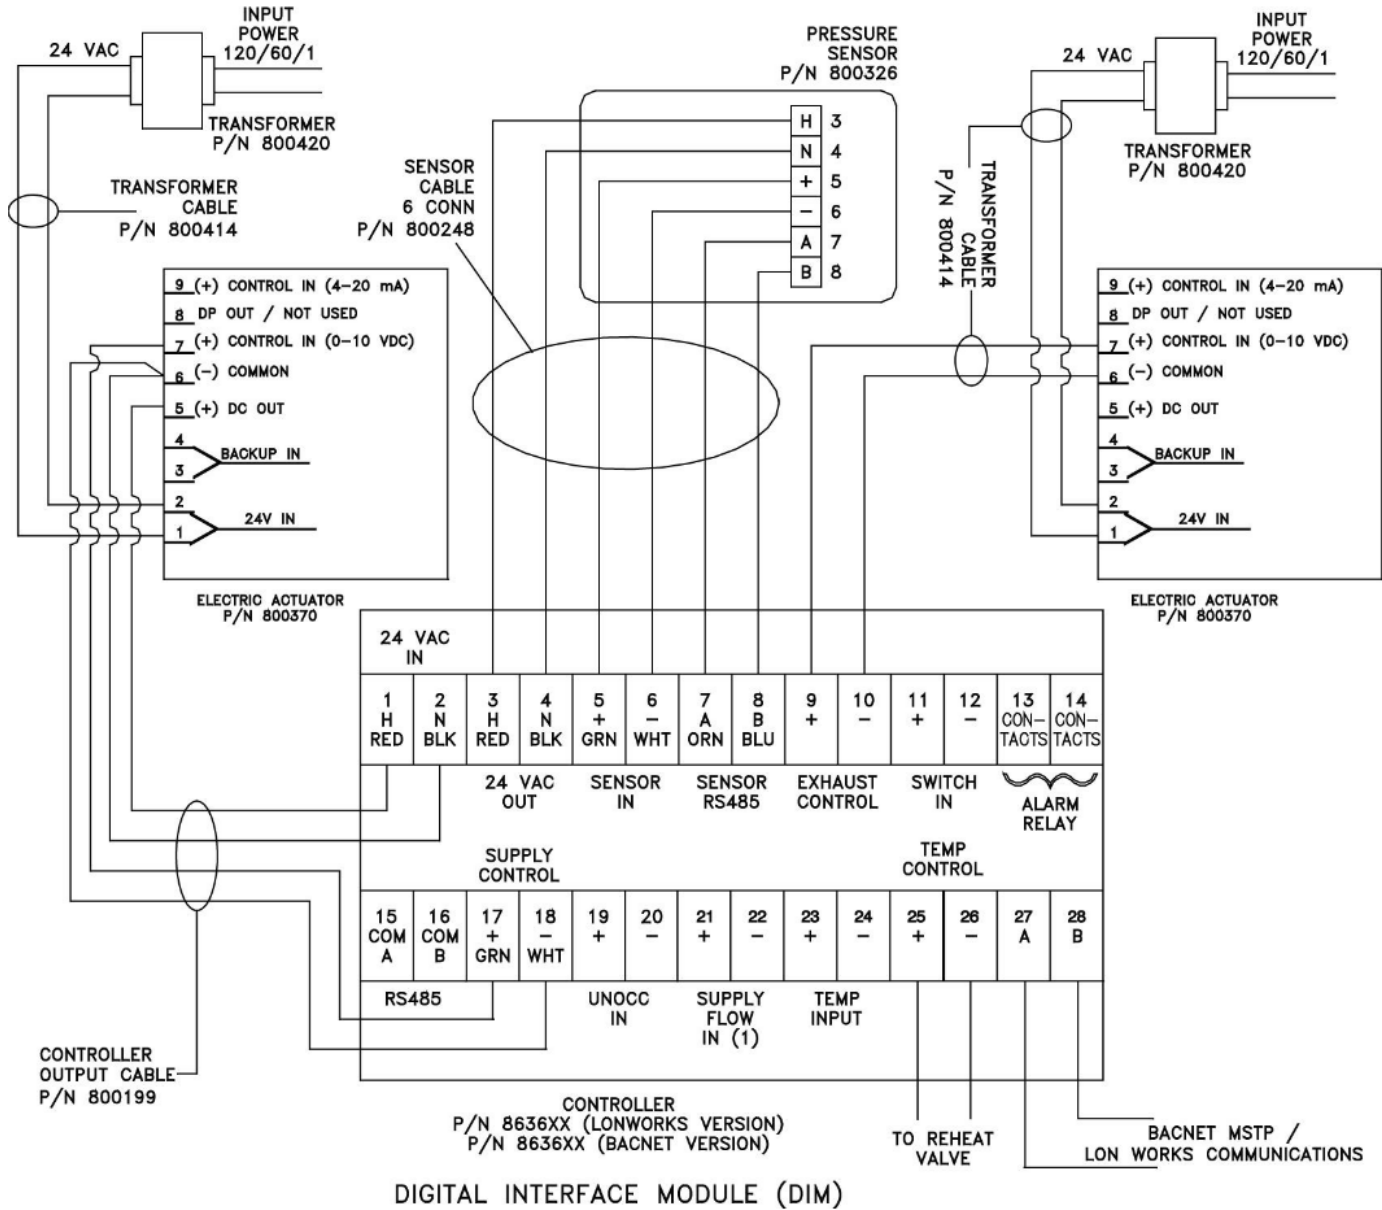 INPUT
POWER
120/60/1
24 VAC
TRANSFORMER
P/N 800420
TRANSFORMER
CABLE
P/N 800414
SENSOR
CABLE
6 CONN
P/N 800248
PRESSURE
SENSOR
P/N 800326
H 3
N 4
+ 5
- 6
A 7
B 8
INPUT
POWER
120/60/1
24 VAC
TRANSFORMER
P/N 800420
TRANSFORMER
CABLE
P/N 800414
9 (+) CONTROL IN (4-20 mA)
8 DP OUT / NOT USED
7 (+) CONTROL IN (0-10 VDC)
6 (-) COMMON
5 (+) DC OUT
4
BACKUP IN
3
2
24V IN
1
ELECTRIC ACTUATOR
P/N 800370
9 (+) CONTROL IN (4-20 mA)
8 DP OUT / NOT USED
7 (+) CONTROL IN (0-10 VDC)
6 (-) COMMON
5 (+) DC OUT
4
BACKUP IN
3
2
24V IN
1
ELECTRIC ACTUATOR
P/N 800370
24 VAC
IN
1 2 3 4 5 6 7 8 9 10 11 12 13 14
H N H N + - A B + - + - CON- CON-
RED BLK RED BLK GRN WHT ORN BLU TACTS TACTS
24 VAC SENSOR SENSOR EXHAUST SWITCH
OUT IN RS485 CONTROL IN
ALARM
RELAY
SUPPLY
CONTROL
TEMP
CONTROL
15 16 17 18 19 20 21 22 23 24 25 26 27 28
COM COM + - + - + - + - + - A B
A B GRN WHT
RS485 UNOCC SUPPLY TEMP
IN FLOW INPUT
IN (1)
CONTROLLER
OUTPUT CABLE
P/N 800199
CONTROLLER
P/N 8636XX (LONWORKS VERSION)
P/N 8636XX (BACNET VERSION)
TO REHEAT
VALVE
BACNET MSTP /
LON WORKS COMMUNICATIONS
DIGITAL INTERFACE MODULE (DIM)